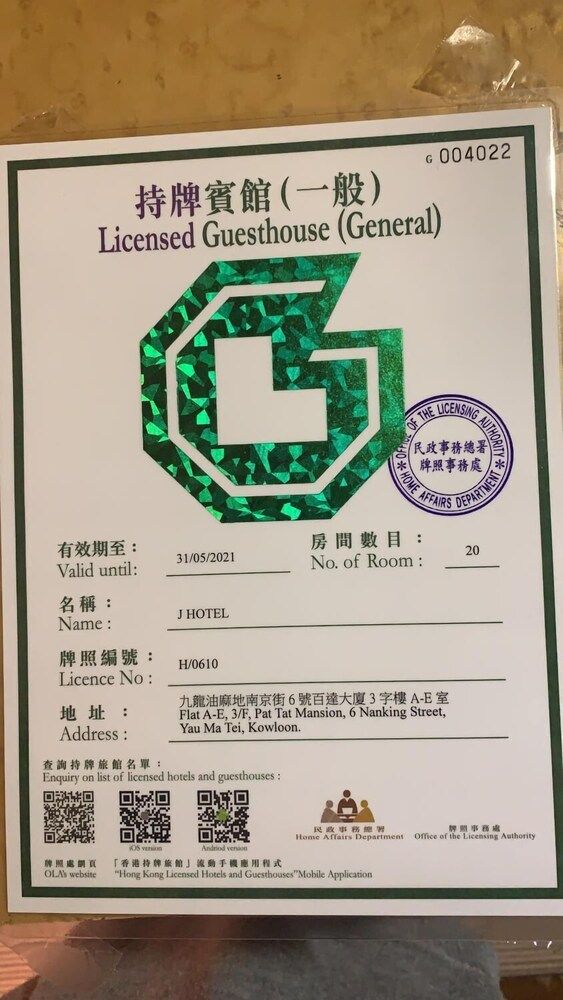 G 004022
持牌賓館(一般)
Licensed Guesthouse (General)
OFFICE OF THE LICENSING AUTHORITY
民政事務總署
牌照事務處
* HOME AFFAIRS DEPARTMENT *
有效期至： 31/05/2021 房間數目： 20
Valid until: No. of Room :
名稱：
Name : J HOTEL
牌照編號： H/0610
Licence No :
九龍油麻地南京街 6 號百達大廈 3 字樓 A-E 室
地址： Flat A-E, 3/F, Pat Tat Mansion, 6 Nanking Street,
Address : Yau Ma Tei, Kowloon.
查詢持牌旅館名單：
Enquiry on list of licensed hotels and guesthouses :
iOS version Andriod version
民政事務總署 牌照事務處
Home Affairs Department Office of the Licensing Authority
牌照處網頁 「香港持牌旅館」流動手機應用程式
OLA's website "Hong Kong Licensed Hotels and Guesthouses"Mobile Application